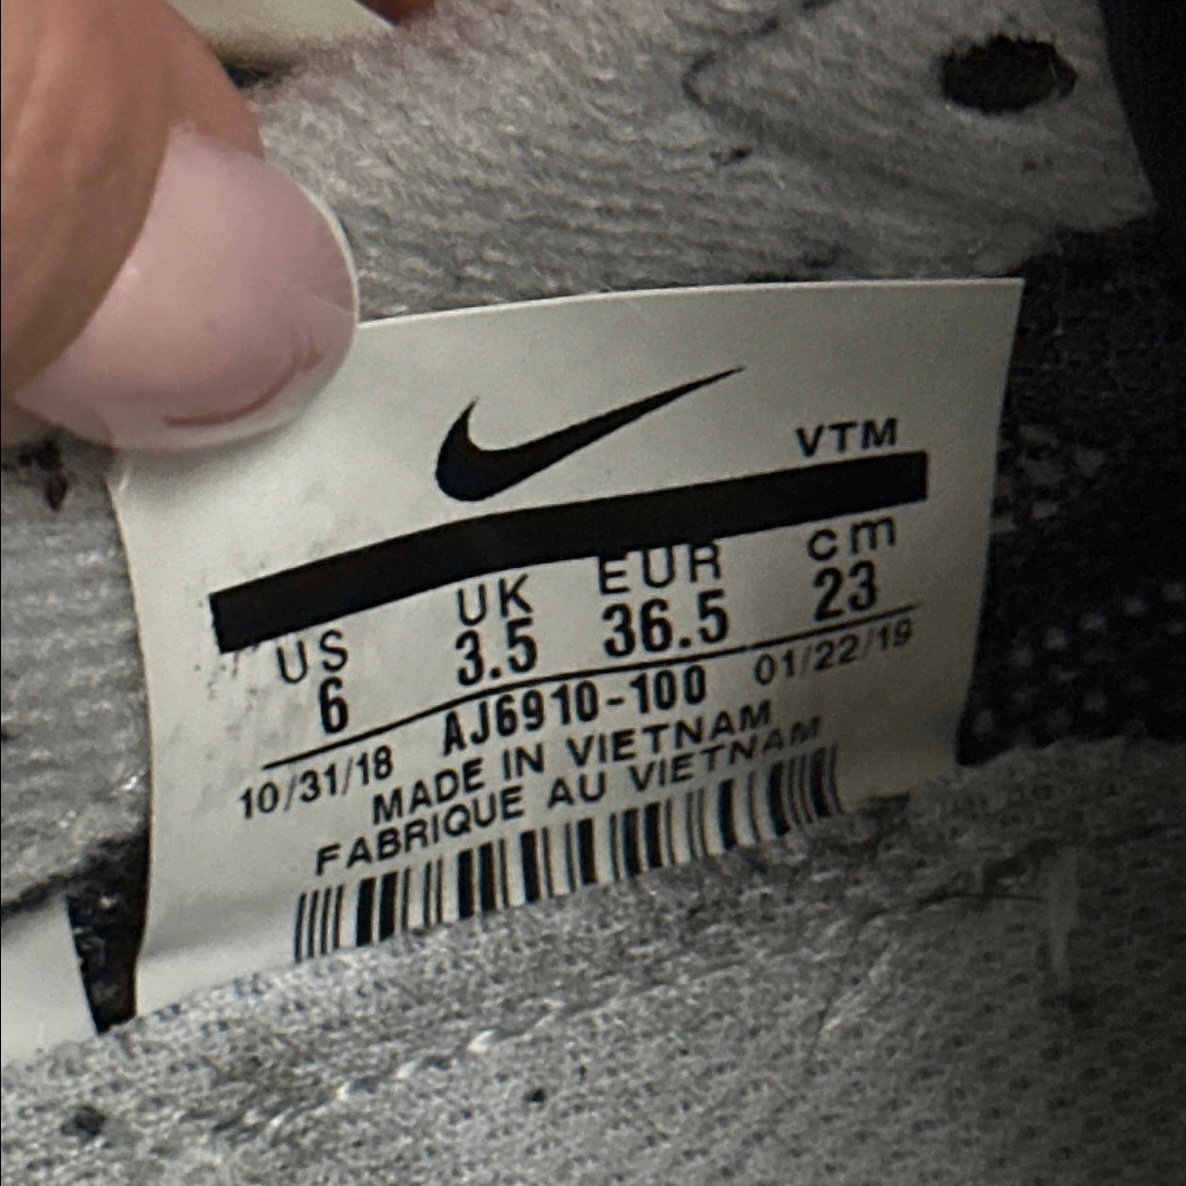 VTM
US UK EUR cm
6 3.5 36.5 23
10/31/18 AJ6910-100 01/22/19
MADE IN VIETNAM
FABRIQUE AU VIETNAM